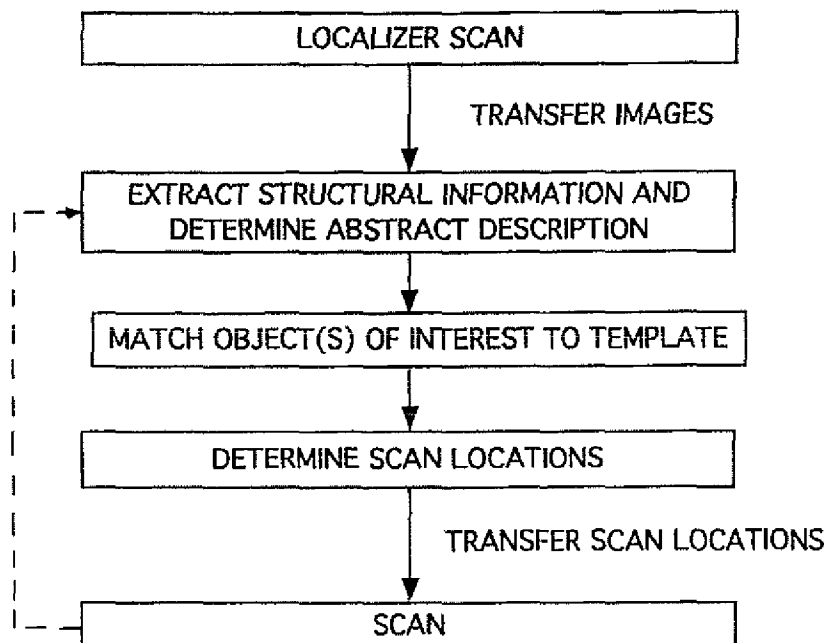 LOCALIZER SCAN
TRANSFER IMAGES
EXTRACT STRUCTURAL INFORMATION AND
DETERMINE ABSTRACT DESCRIPTION
MATCH OBJECT(S) OF INTEREST TO TEMPLATE
DETERMINE SCAN LOCATIONS
TRANSFER SCAN LOCATIONS
SCAN